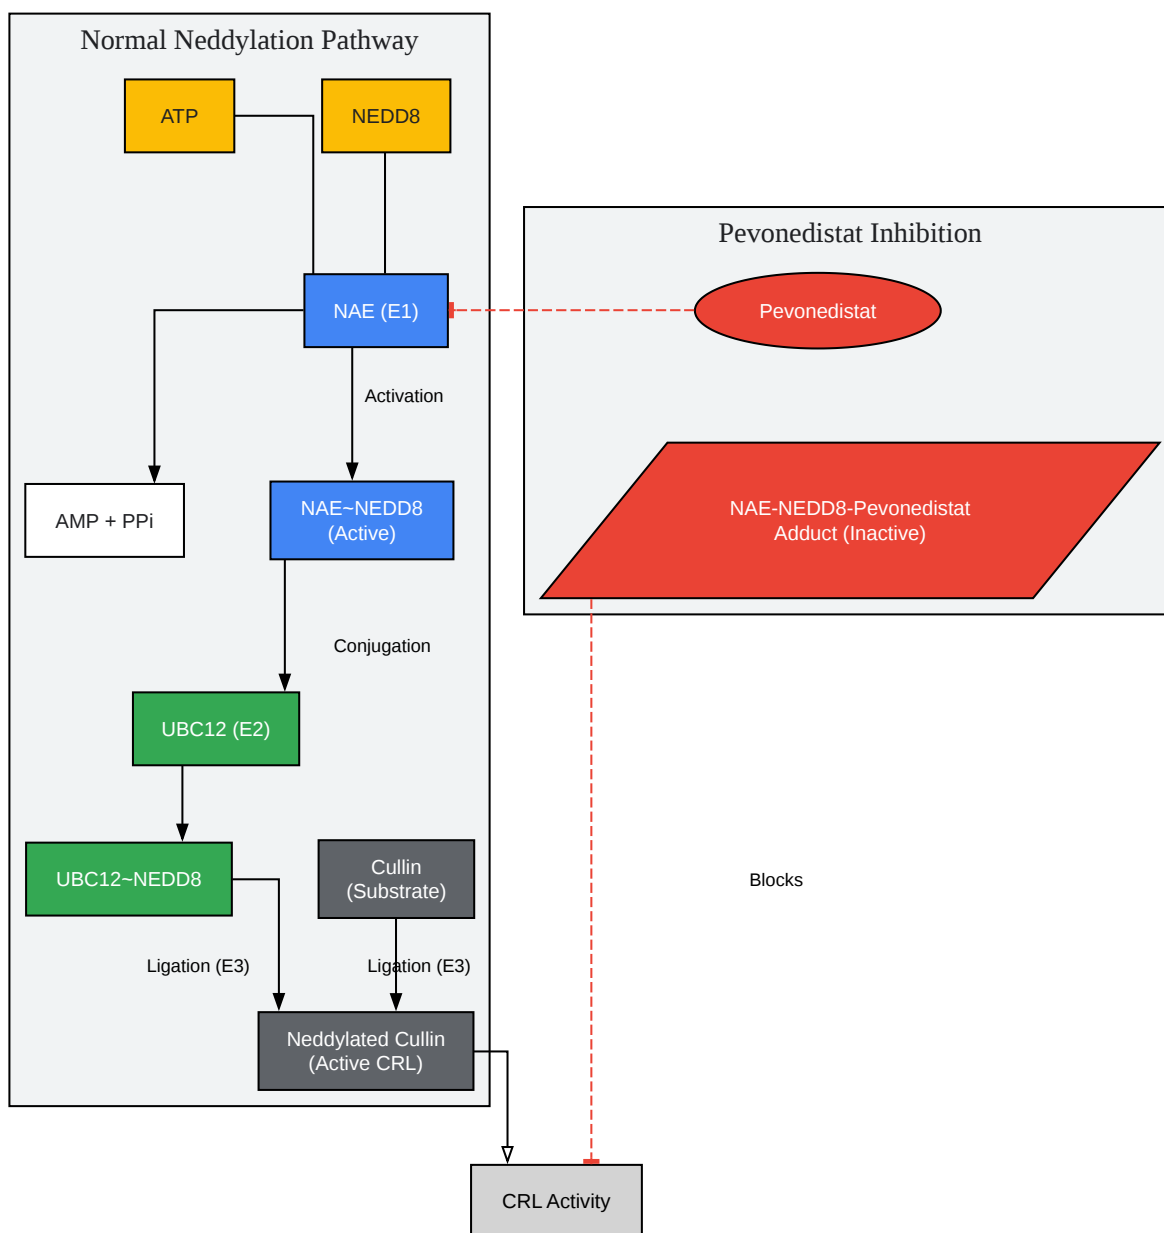 Normal Neddylation Pathway
ATP
NEDD8
Pevonedistat Inhibition
NAE (E1)
Pevonedistat
Activation
AMP + PPi
NAE~NEDD8
(Active)
NAE-NEDD8-Pevonedistat
Adduct (Inactive)
Conjugation
UBC12 (E2)
UBC12~NEDD8
Cullin
(Substrate)
Blocks
Ligation (E3)
Ligation (E3)
Neddylated Cullin
(Active CRL)
CRL Activity